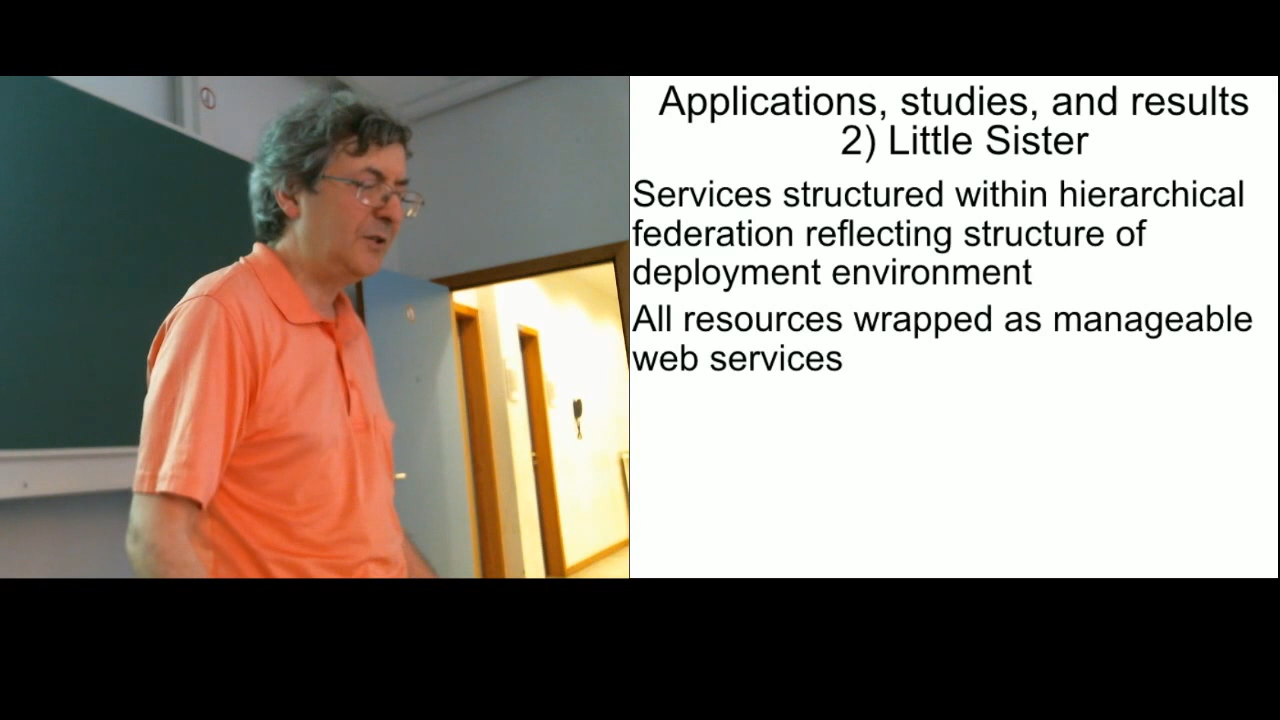 Applications, studies, and results
2) Little Sister
Services structured within hierarchical
federation reflecting structure of
deployment environment
All resources wrapped as manageable
web services